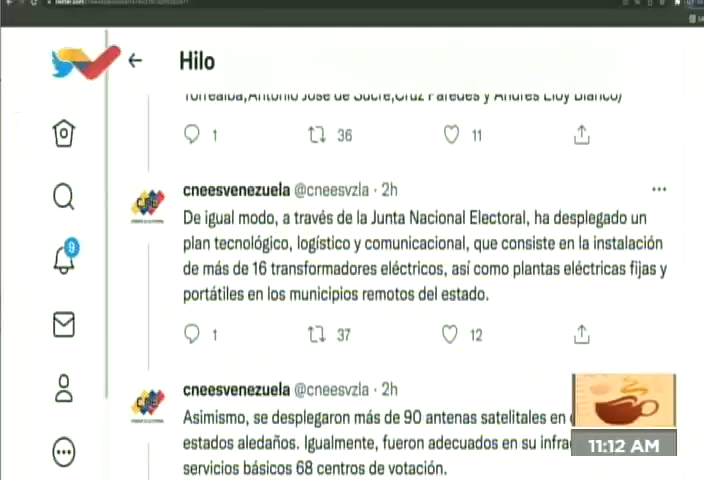 Hilo
Torrealba,Antonio José de Sucre,Cruz Paredes y Andrés Eloy Blanco)
1 36 11
cneesvenezuela @cneesvzla · 2h
De igual modo, a través de la Junta Nacional Electoral, ha desplegado un
plan tecnológico, logístico y comunicacional, que consiste en la instalación
de más de 16 transformadores eléctricos, así como plantas eléctricas fijas y
portátiles en los municipios remotos del estado.
1 37 12
9
CNE
cneesvenezuela @cneesvzla · 2h
Asimismo, se desplegaron más de 90 antenas satelitales en
estados aledaños. Igualmente, fueron adecuados en su infra
servicios básicos 68 centros de votación.
CNE
11:12 AM